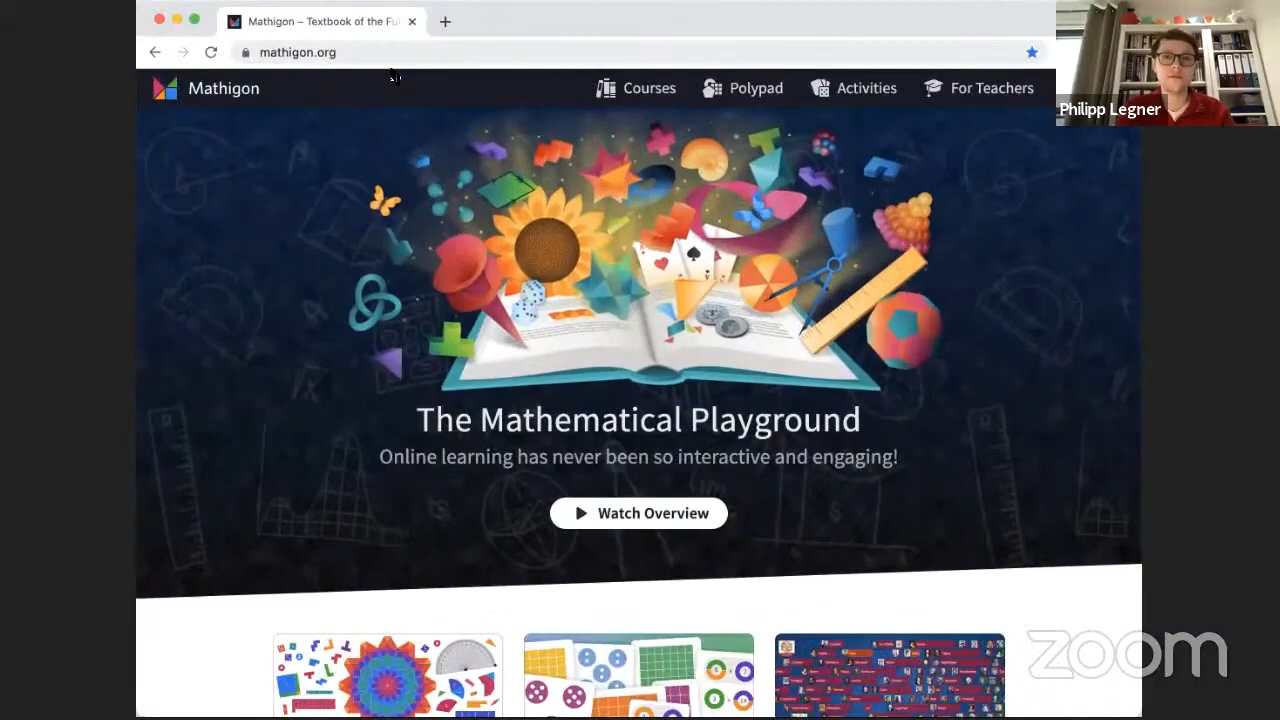 Mathigon – Textbook of the Fu
mathigon.org
Mathigon
Courses
Polypad
Activities
For Teachers
Philipp Legner
The Mathematical Playground
Online learning has never been so interactive and engaging!
Watch Overview
zoom